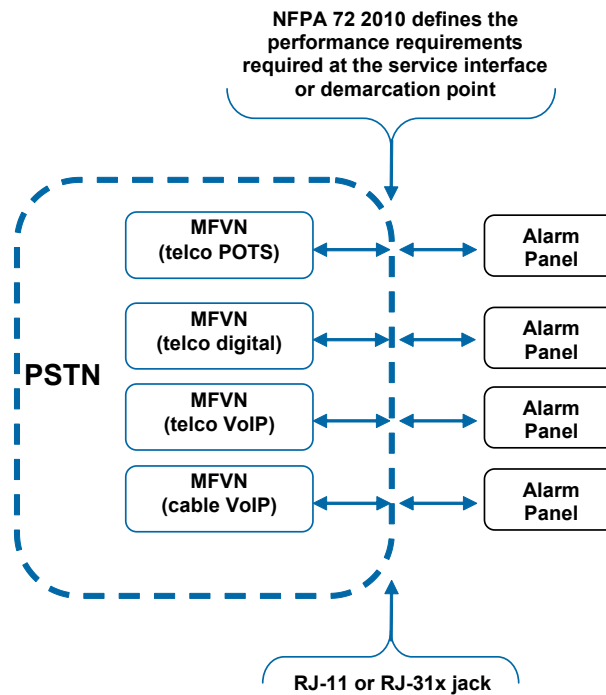 NFPA 72 2010 defines the
performance requirements
required at the service interface
or demarcation point
MFVN
(telco POTS)
Alarm
Panel
MFVN
(telco digital)
Alarm
Panel
PSTN
MFVN
(telco VoIP)
Alarm
Panel
MFVN
(cable VoIP)
Alarm
Panel
RJ-11 or RJ-31x jack